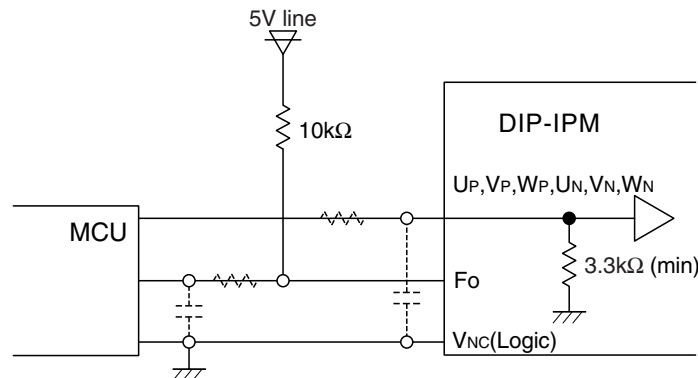 5V line
10kΩ
DIP-IPM
UP,VP,WP,UN,VN,WN
MCU
3.3kΩ (min)
Fo
VNC(Logic)